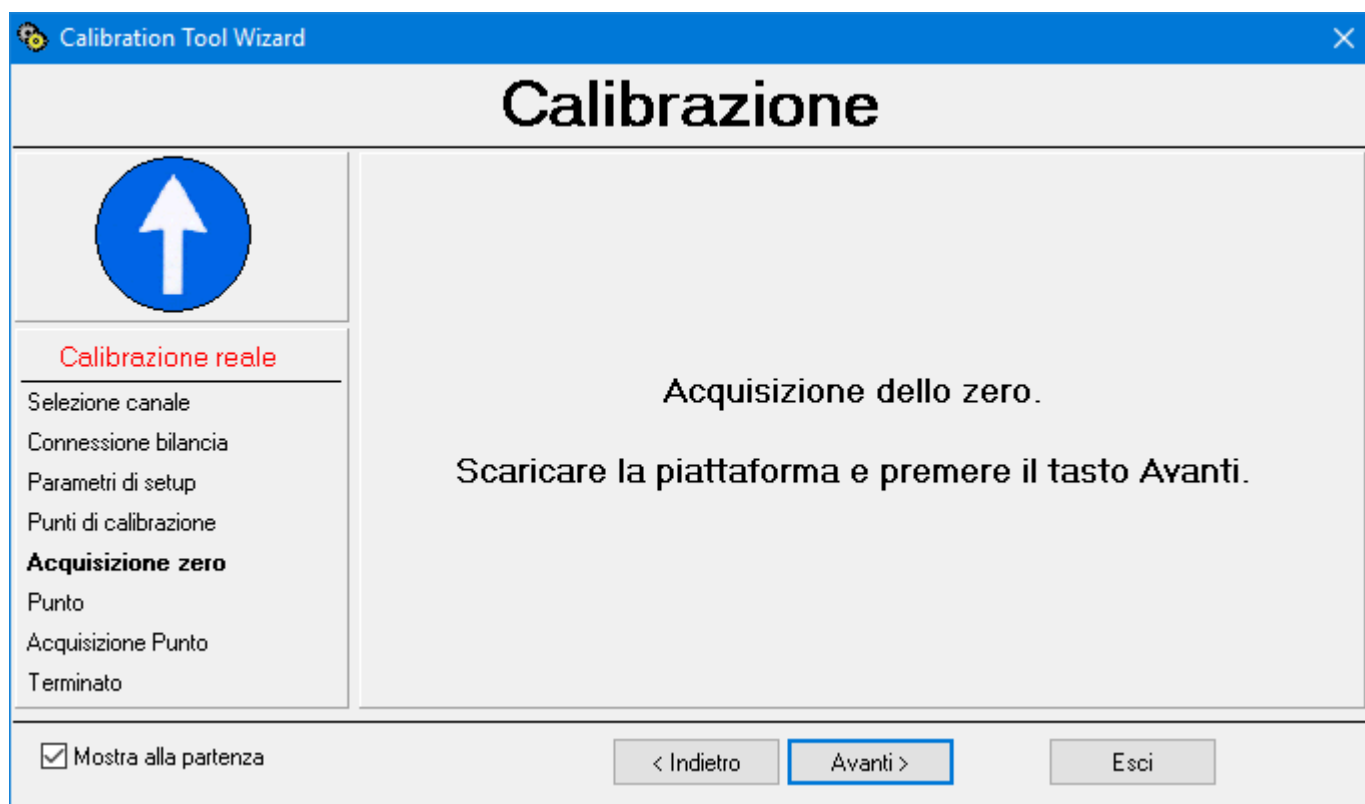 Calibration Tool Wizard
Calibrazione
Calibrazione reale
Selezione canale
Connessione bilancia
Parametri di setup
Punti di calibrazione
Acquisizione zero
Punto
Acquisizione Punto
Terminato
Acquisizione dello zero.
Scaricare la piattaforma e premere il tasto Avanti.
Mostra alla partenza
< Indietro
Avanti >
Esci